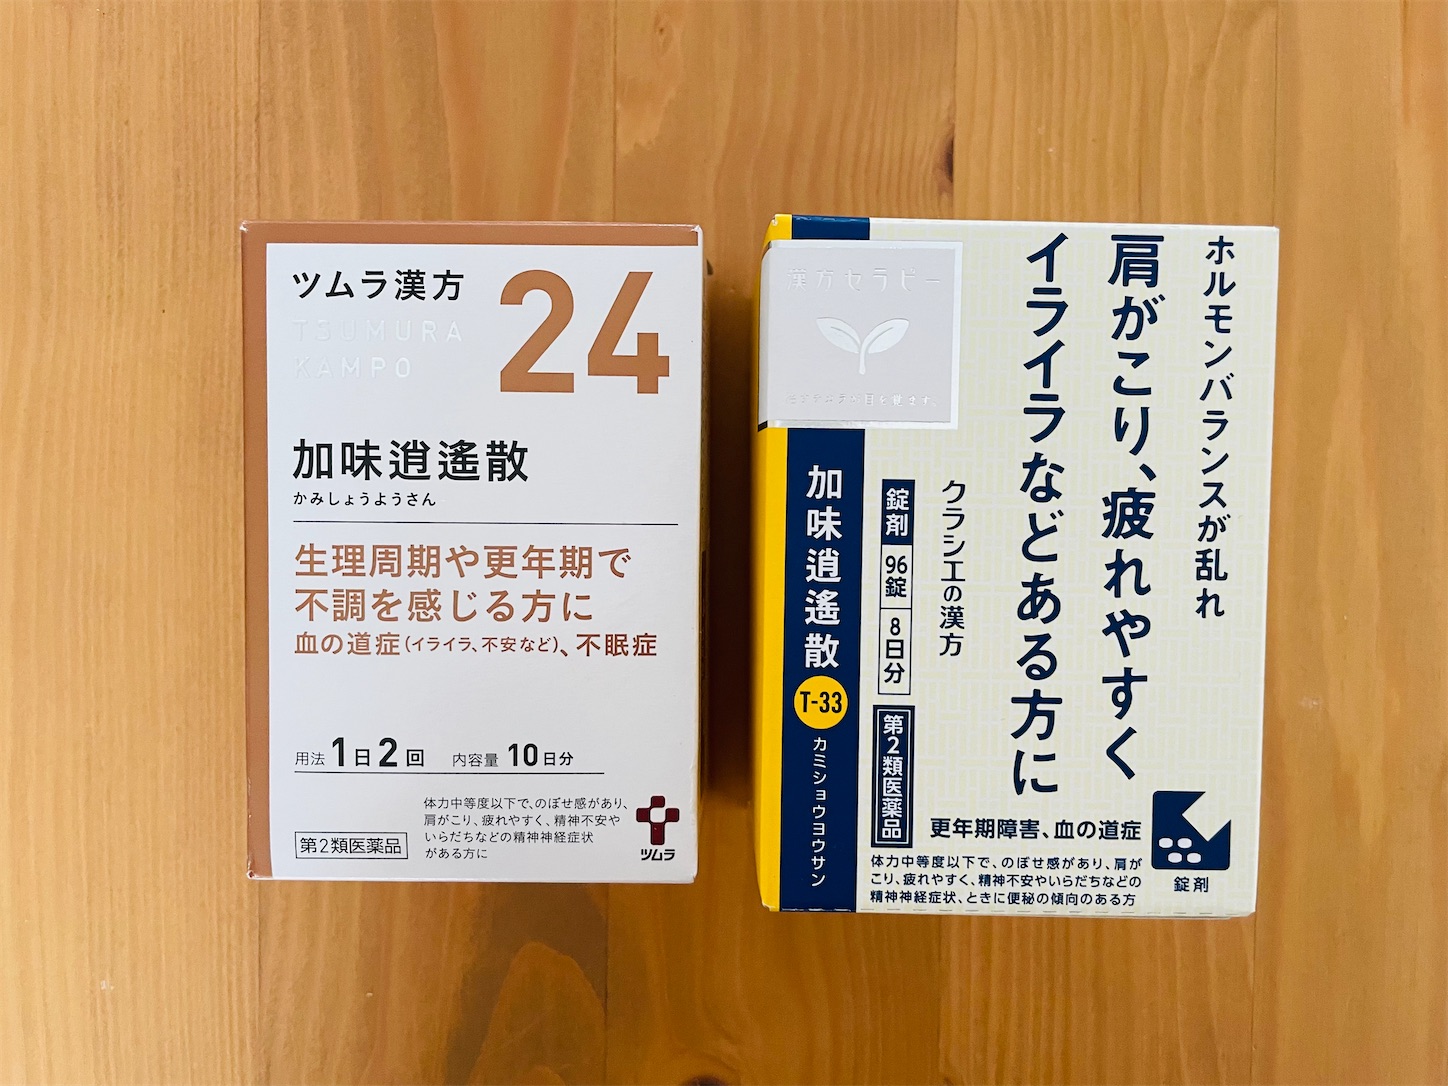 ツムラ漢方
TSUMURA
KAMPO
24
加味逍遙散
かみしょうようさん
生理周期や更年期で
不調を感じる方に
血の道症(イライラ、不安など)、不眠症
用法 1日2回 内容量 10日分
体力中等度以下で、のぼせ感があり、
肩がこり、疲れやすく、精神不安や
いらだちなどの精神神経症状
がある方に
第2類医薬品
ツムラ
ホルモンバランスが乱れ
肩がこり、疲れやすく
イライラなどある方に
漢方セラピー
クラシエの漢方
錠剤 96錠 8日分
第2類医薬品
加味逍遙散
T-33
カミショウヨウサン
更年期障害、血の道症
体力中等度以下で、のぼせ感があり、肩が
こり、疲れやすく、精神不安やいらだちなどの
精神神経症状、ときに便秘の傾向のある方
錠剤